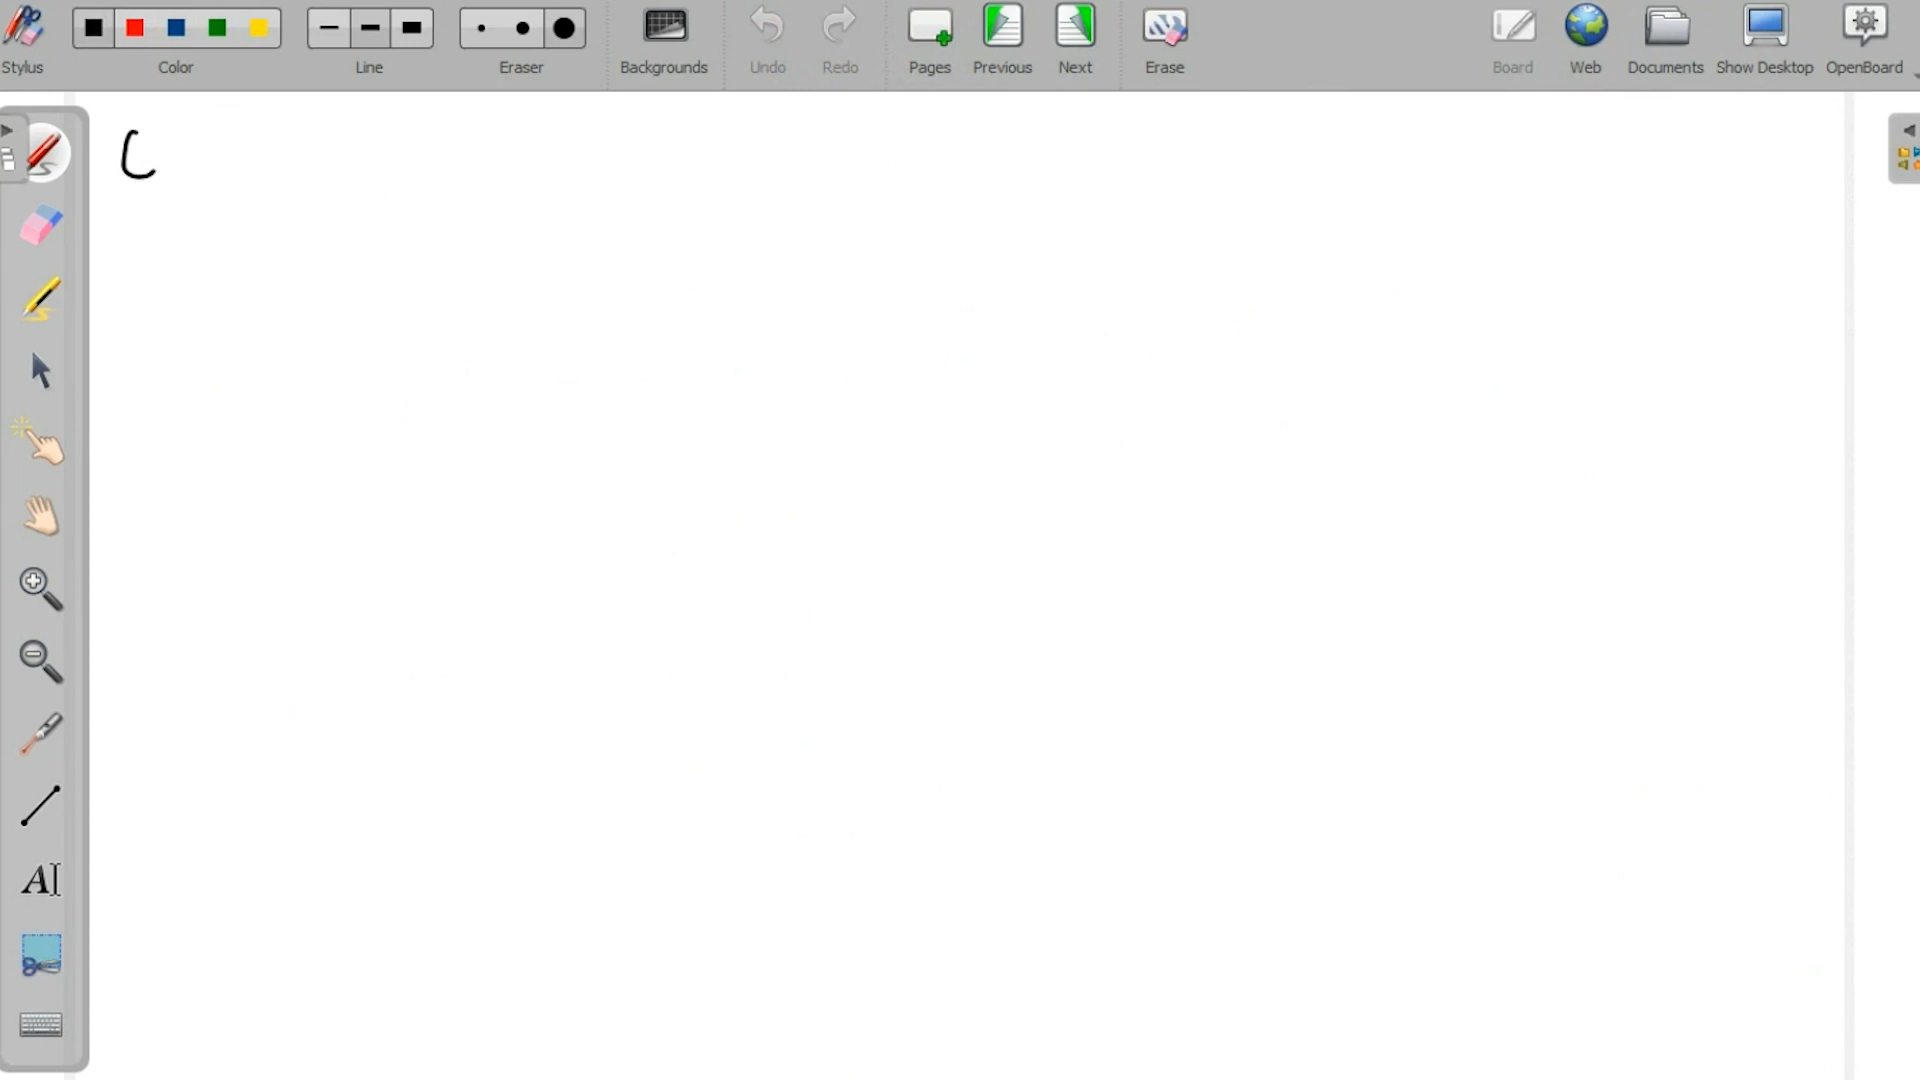 Stylus Color Line Eraser Backgrounds Undo Redo Pages Previous Next Erase Board Web Documents Show Desktop OpenBoard
C
A